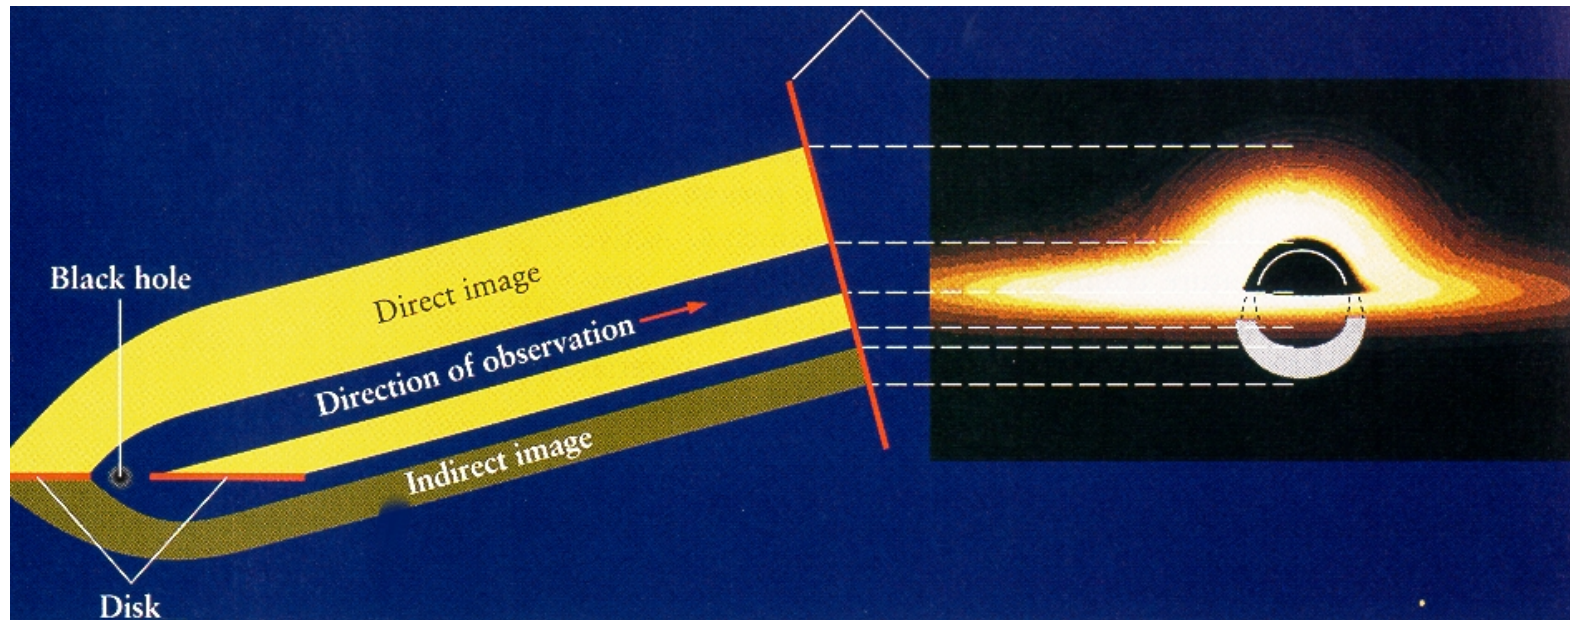 Black hole
Direct image
Direction of observation
Indirect image
Disk